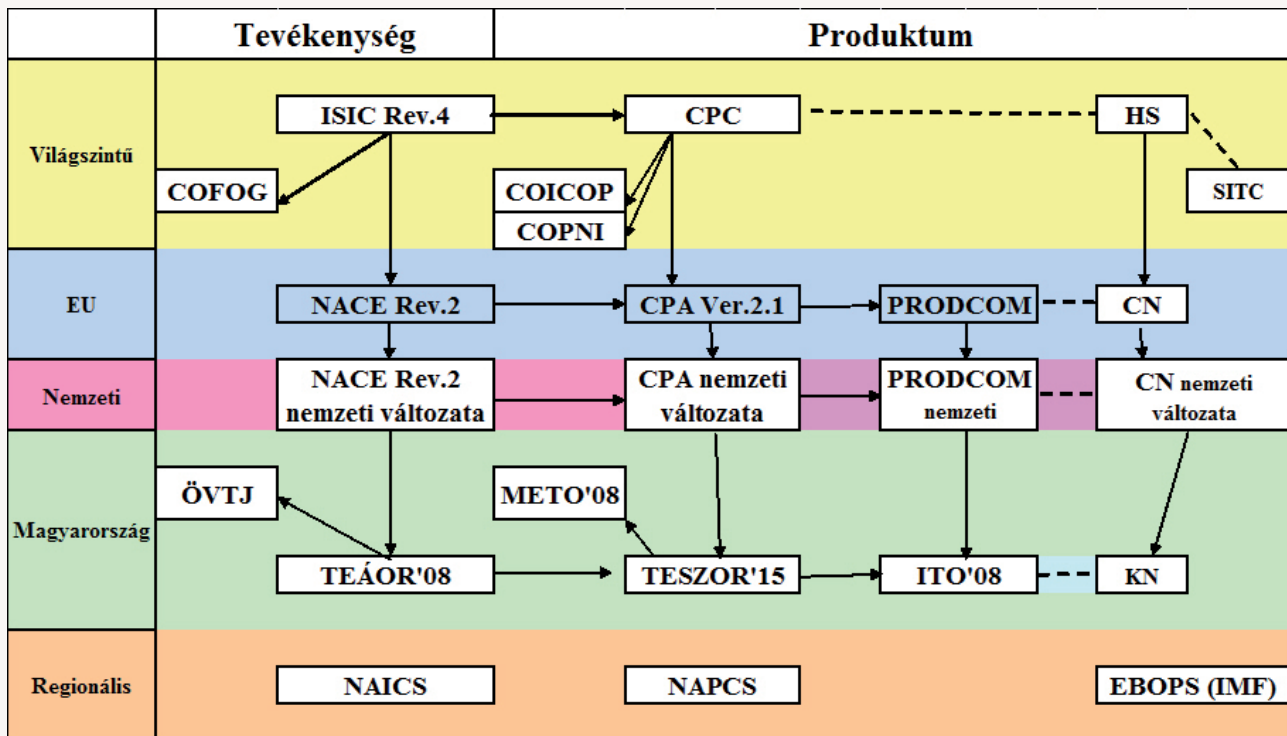 Tevékenység
Produktum
Világszintű
ISIC Rev.4
CPC
HS
COFOG
COICOP
SITC
COPNI
EU
NACE Rev.2
CPA Ver.2.1
PRODCOM
CN
Nemzeti
NACE Rev.2
nemzeti változata
CPA nemzeti
változata
PRODCOM
nemzeti
CN nemzeti
változata
Magyarország
ÖVTJ
METO'08
TEÁOR'08
TESZOR'15
ITO'08
KN
Regionális
NAICS
NAPCS
EBOPS (IMF)